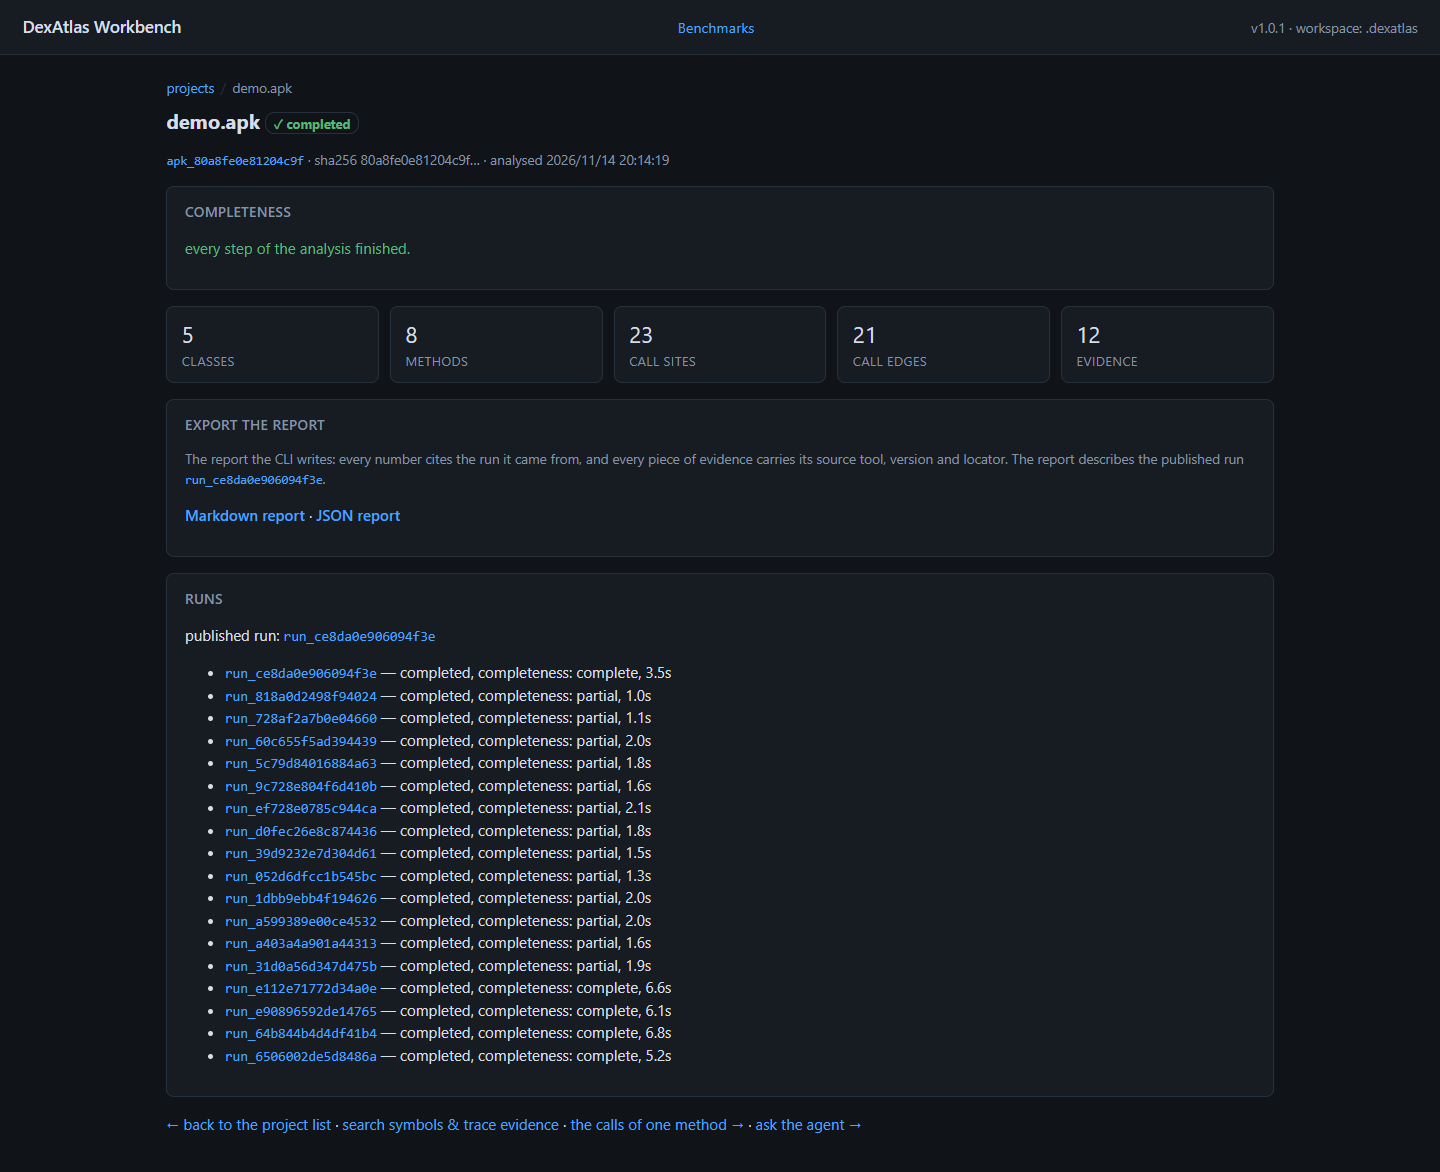 DexAtlas Workbench
Benchmarks
v1.0.1 · workspace: .dexatlas
projects / demo.apk
demo.apk ✓ completed
apk_80a8fe0e81204c9f · sha256 80a8fe0e81204c9f… · analysed 2026/11/14 20:14:19
COMPLETENESS
every step of the analysis finished.
5
CLASSES
8
METHODS
23
CALL SITES
21
CALL EDGES
12
EVIDENCE
EXPORT THE REPORT
The report the CLI writes: every number cites the run it came from, and every piece of evidence carries its source tool, version and locator. The report describes the published run
run_ce8da0e906094f3e.
Markdown report · JSON report
RUNS
published run: run_ce8da0e906094f3e
• run_ce8da0e906094f3e — completed, completeness: complete, 3.5s
• run_818a0d2498f94024 — completed, completeness: partial, 1.0s
• run_728af2a7b0e04660 — completed, completeness: partial, 1.1s
• run_60c655f5ad394439 — completed, completeness: partial, 2.0s
• run_5c79d84016884a63 — completed, completeness: partial, 1.8s
• run_9c728e804f6d410b — completed, completeness: partial, 1.6s
• run_ef728e0785c944ca — completed, completeness: partial, 2.1s
• run_d0fec26e8c874436 — completed, completeness: partial, 1.8s
• run_39d9232e7d304d61 — completed, completeness: partial, 1.5s
• run_052d6dfcc1b545bc — completed, completeness: partial, 1.3s
• run_1dbb9ebb4f194626 — completed, completeness: partial, 2.0s
• run_a599389e00ce4532 — completed, completeness: partial, 2.0s
• run_a403a4a901a44313 — completed, completeness: partial, 1.6s
• run_31d0a56d347d475b — completed, completeness: partial, 1.9s
• run_e112e71772d34a0e — completed, completeness: complete, 6.6s
• run_e90896592de14765 — completed, completeness: complete, 6.1s
• run_64b844b4d4df41b4 — completed, completeness: complete, 6.8s
• run_6506002de5d8486a — completed, completeness: complete, 5.2s
← back to the project list · search symbols & trace evidence · the calls of one method → · ask the agent →